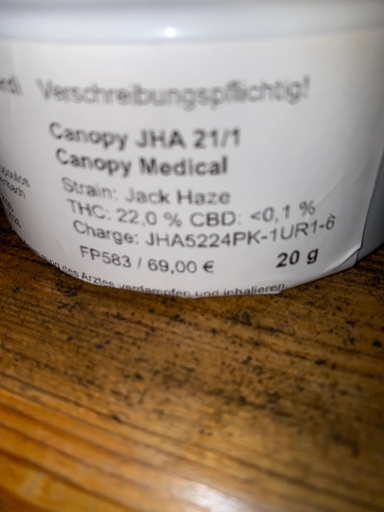 Verschreibungspflichtig!
Canopy JHA 21/1
Canopy Medical
Strain: Jack Haze
THC: 22,0 % CBD: <0,1 %
Charge: JHA5224PK-1UR1-6
FP583 / 69,00 €
20 g
des Arztes verdampfen und inhalieren